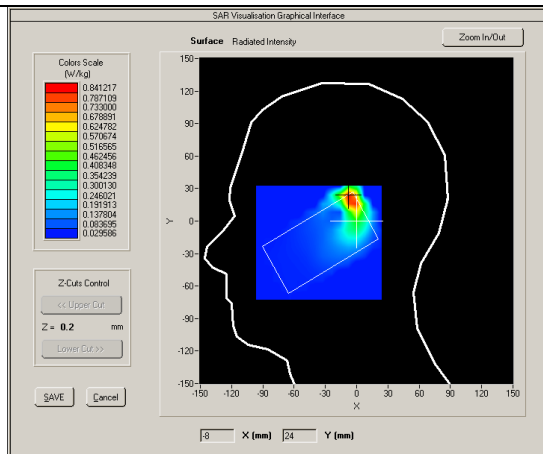 SAR Visualisation Graphical Interface
Surface Radiated Intensity
Zoom In/Out
Colors Scale
(W/kg)
0.841217
0.787109
0.733000
0.678891
0.624782
0.570674
0.516565
0.462456
0.408348
0.354239
0.300130
0.246021
0.191913
0.137804
0.083695
0.029586
150
120
90
60
30
0
-30
-60
-90
-120
-150
Y
-150 -120 -90 -60 -30 0 30 60 90 120 150
X
Z-Cuts Control
<< Upper Cut
Z = 0.2 mm
Lower Cut >>
SAVE Cancel
-8 X (mm) 24 Y (mm)